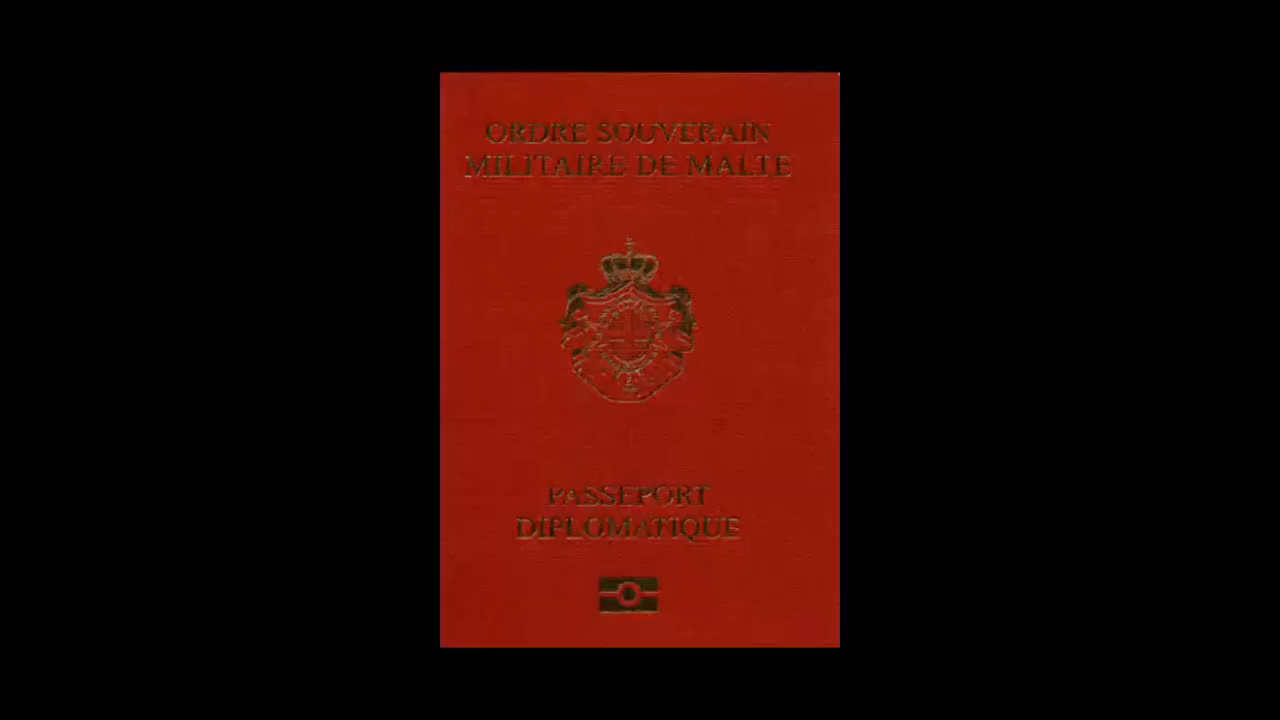 ORDRE SOUVERAIN
MILITAIRE DE MALTE
PASSEPORT
DIPLOMATIQUE